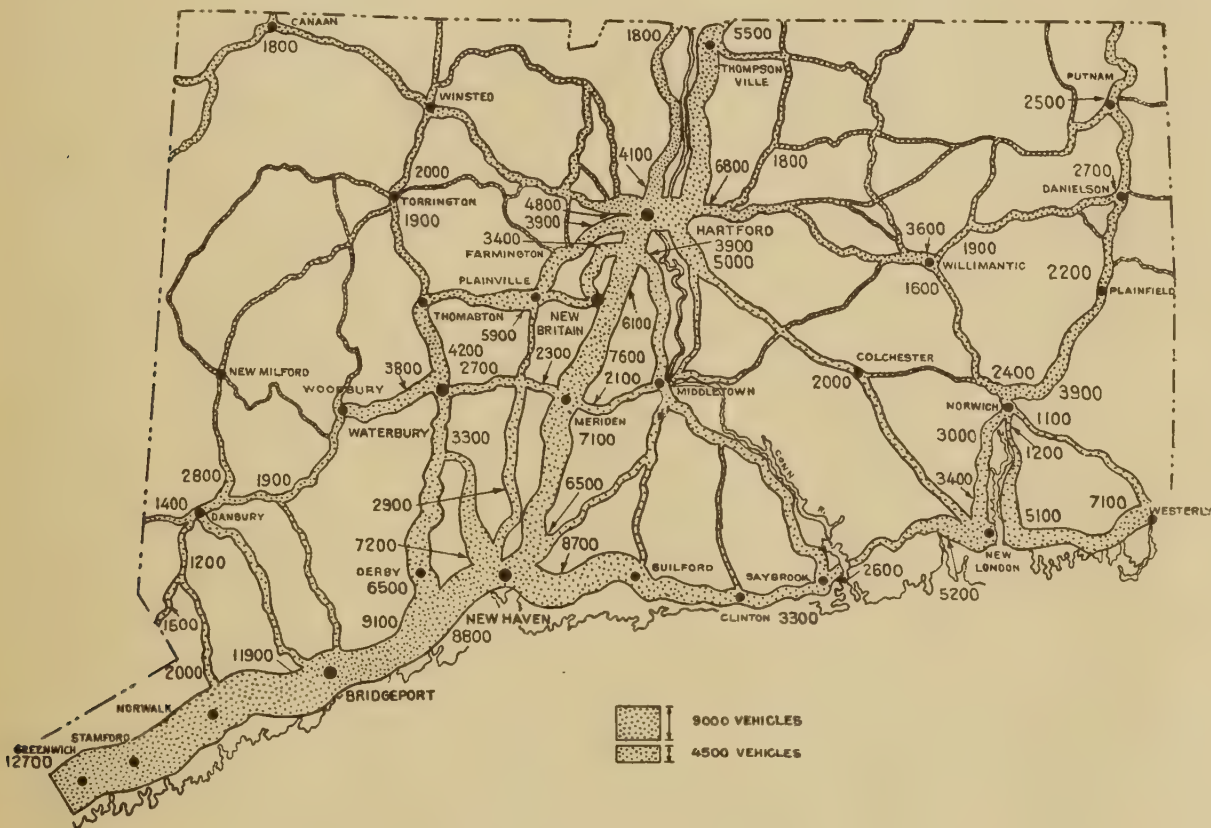 CANAAN
1800
1800
5500
THOMPSON
VILLE
PUTNAM
2500
WINSTED
4100
6800
1800
2700
DANIELSON
2000
TORRINGTON
1900
4800
3900
3400
FARMINGTON
HARTFORD
3900
5000
3600
1900
WILLIMANTIC
1600
2200
PLAINFIELD
PLAINVILLE
THOMABTON
5900
NEW
BRITAIN
6100
4200
2700
2300
7600
2100
3800
NEW MILFORD
WOODBURY
WATERBURY
MERIDEN
7100
MIDDLETOWN
COLCHESTER
2000
2400
3900
NORWICH
1100
1200
3000
3400
3300
2900
6500
CONN.
R.
2800
1900
1400
DANBURY
1200
7200
DERBY
6500
8700
GUILFORD
SAYBROOK
2600
5100
7100
WESTERLY
NEW
LONDON
5200
CLINTON
3300
1600
9100
NEW HAVEN
8800
2000
11900
BRIDGEPORT
NORWALK
STAMFORD
GREENWICH
12700
9000 VEHICLES
4500 VEHICLES